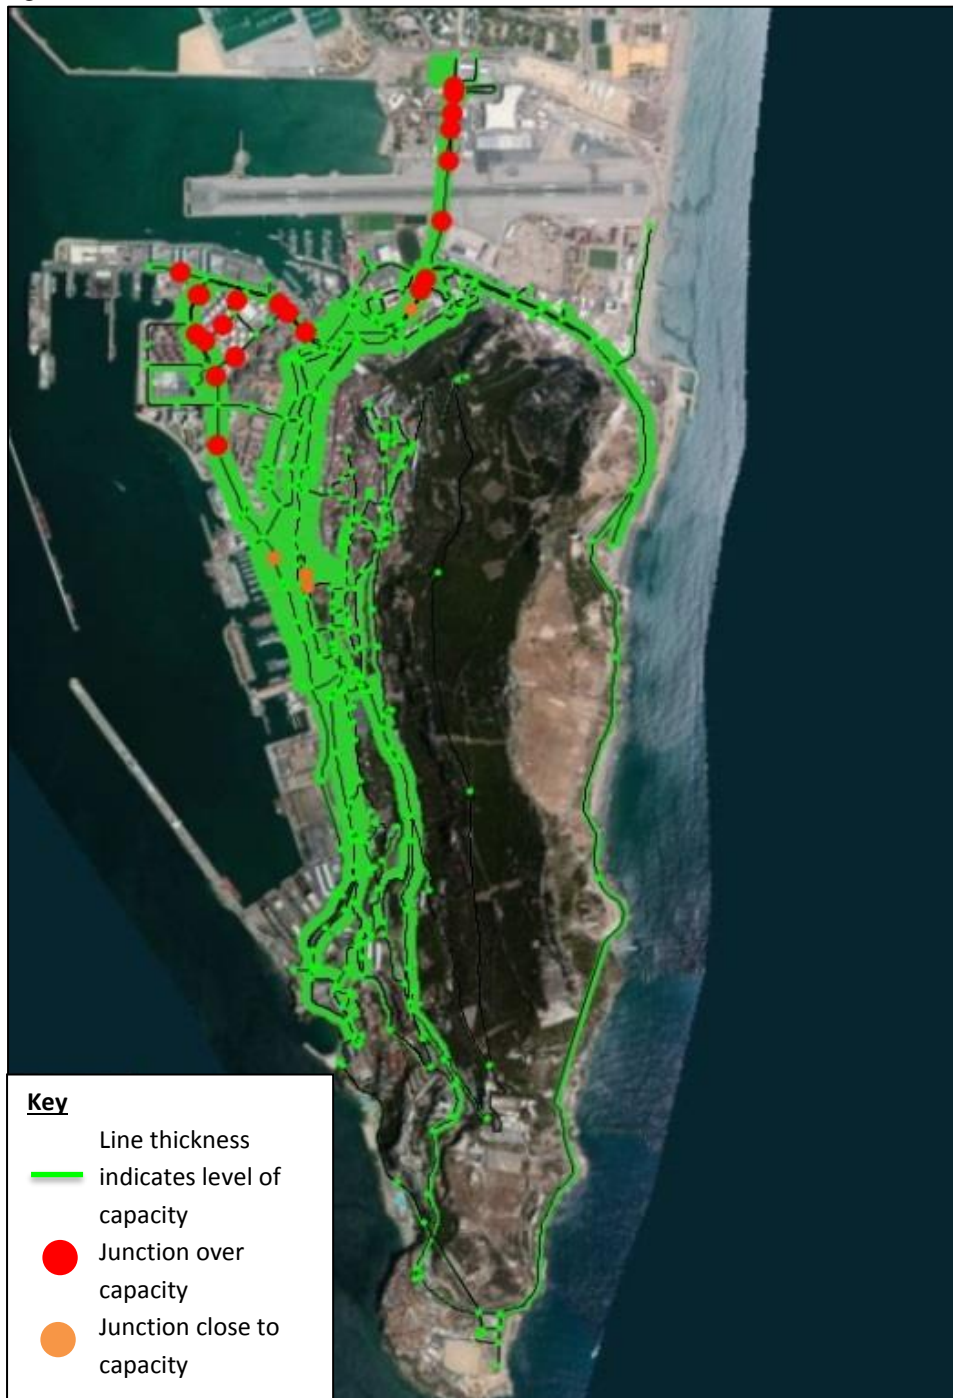 Key
Line thickness
indicates level of
capacity
Junction over
capacity
Junction close to
capacity